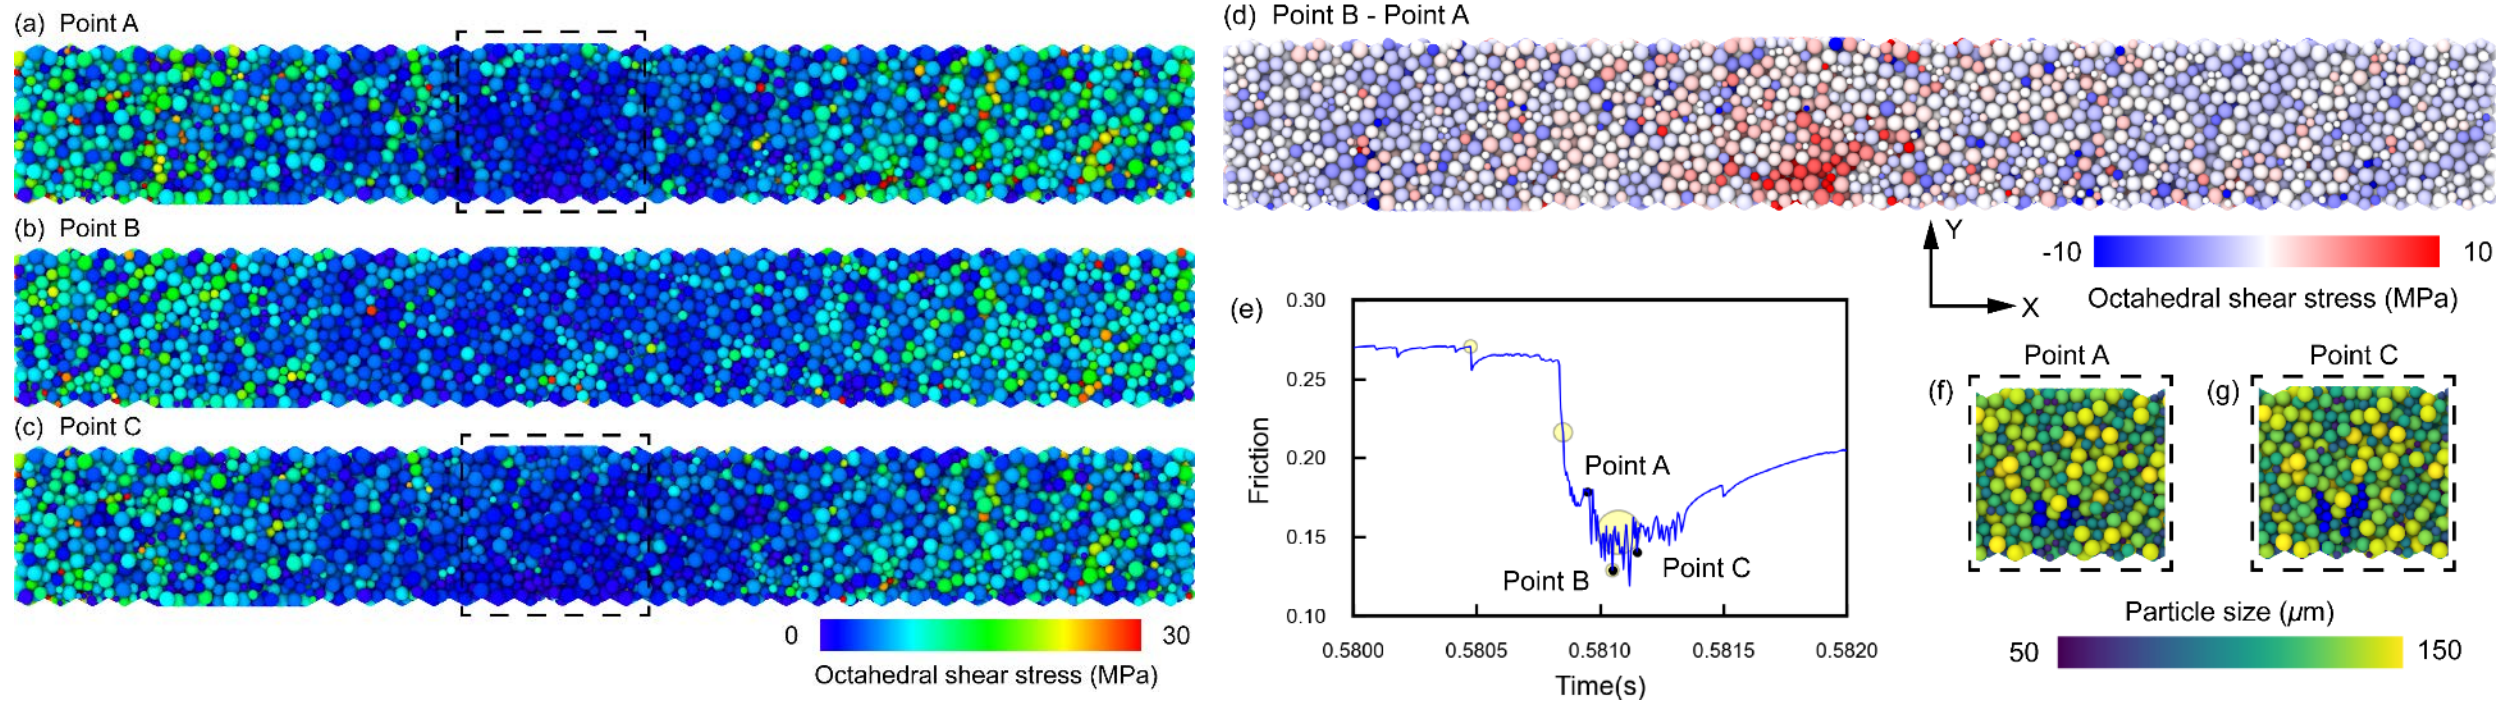 (a) Point A
(b) Point B
(c) Point C
0 30
Octahedral shear stress (MPa)
(d) Point B - Point A
Y
X
-10 10
Octahedral shear stress (MPa)
(e)
0.30
0.25
0.20
0.15
0.10
Friction
Point A
Point B
Point C
0.5800 0.5805 0.5810 0.5815 0.5820
Time(s)
Point A
(f)
Point C
(g)
Particle size (μm)
50 150